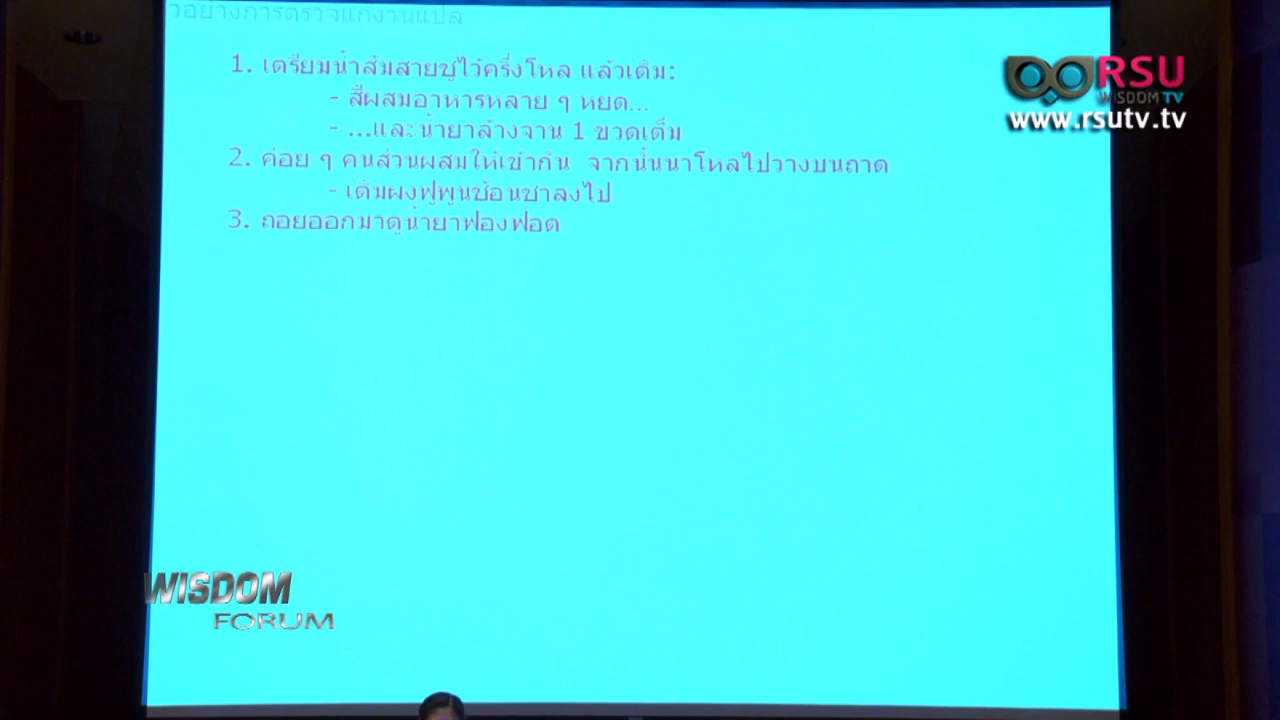 วอย่างการตรวจแก้งานแปล
1. เตรียมน้ำส้มสายชูไว้ครึ่งโหล แล้วเติม:
- สีผสมอาหารหลาย ๆ หยด...
- ...และน้ำยาล้างจาน 1 ขวดเต็ม
2. ค่อย ๆ คนส่วนผสมให้เข้ากัน จากนั้นนำโหลไปวางบนถาด
- เติมผงฟูพูนช้อนชาลงไป
3. ถอยออกมาดูน้ำยาฟองฟอด
RSU
WISDOM TV
www.rsutv.tv
WISDOM
FORUM